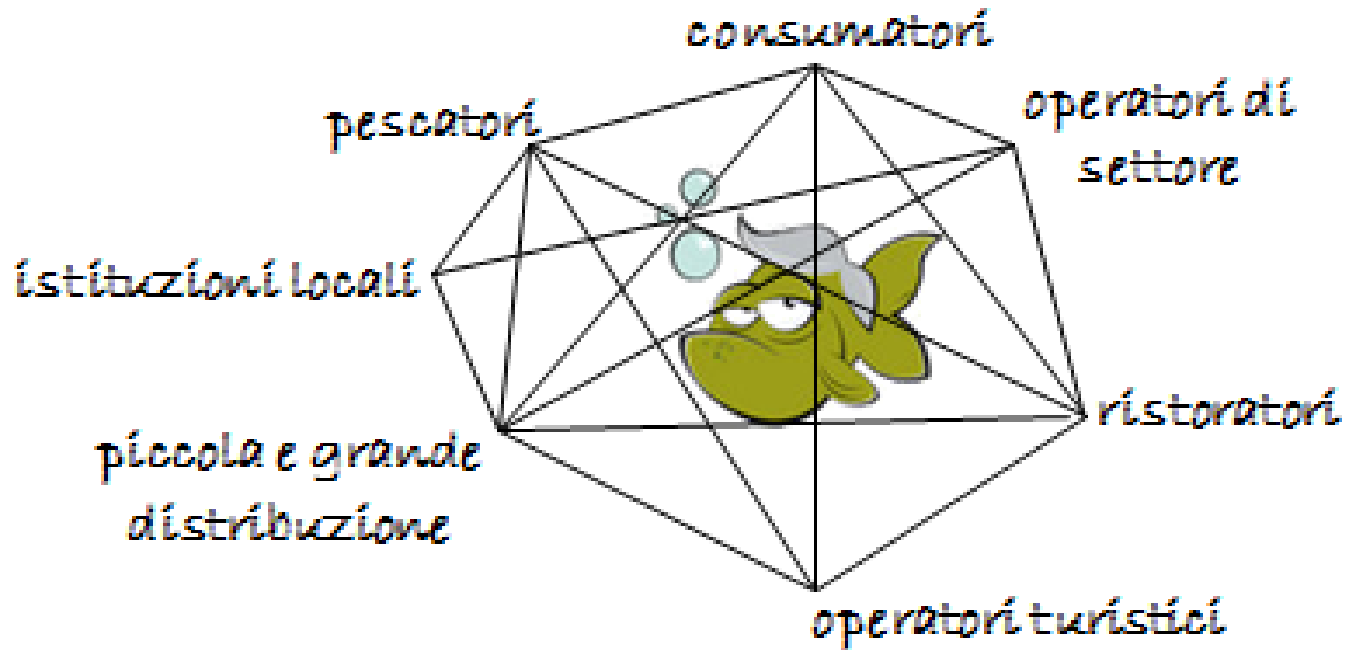 consumatori
operatori di
settore
pescatori
istituzioni locali
ristoratori
piccola e grande
distribuzione
operatori turistici